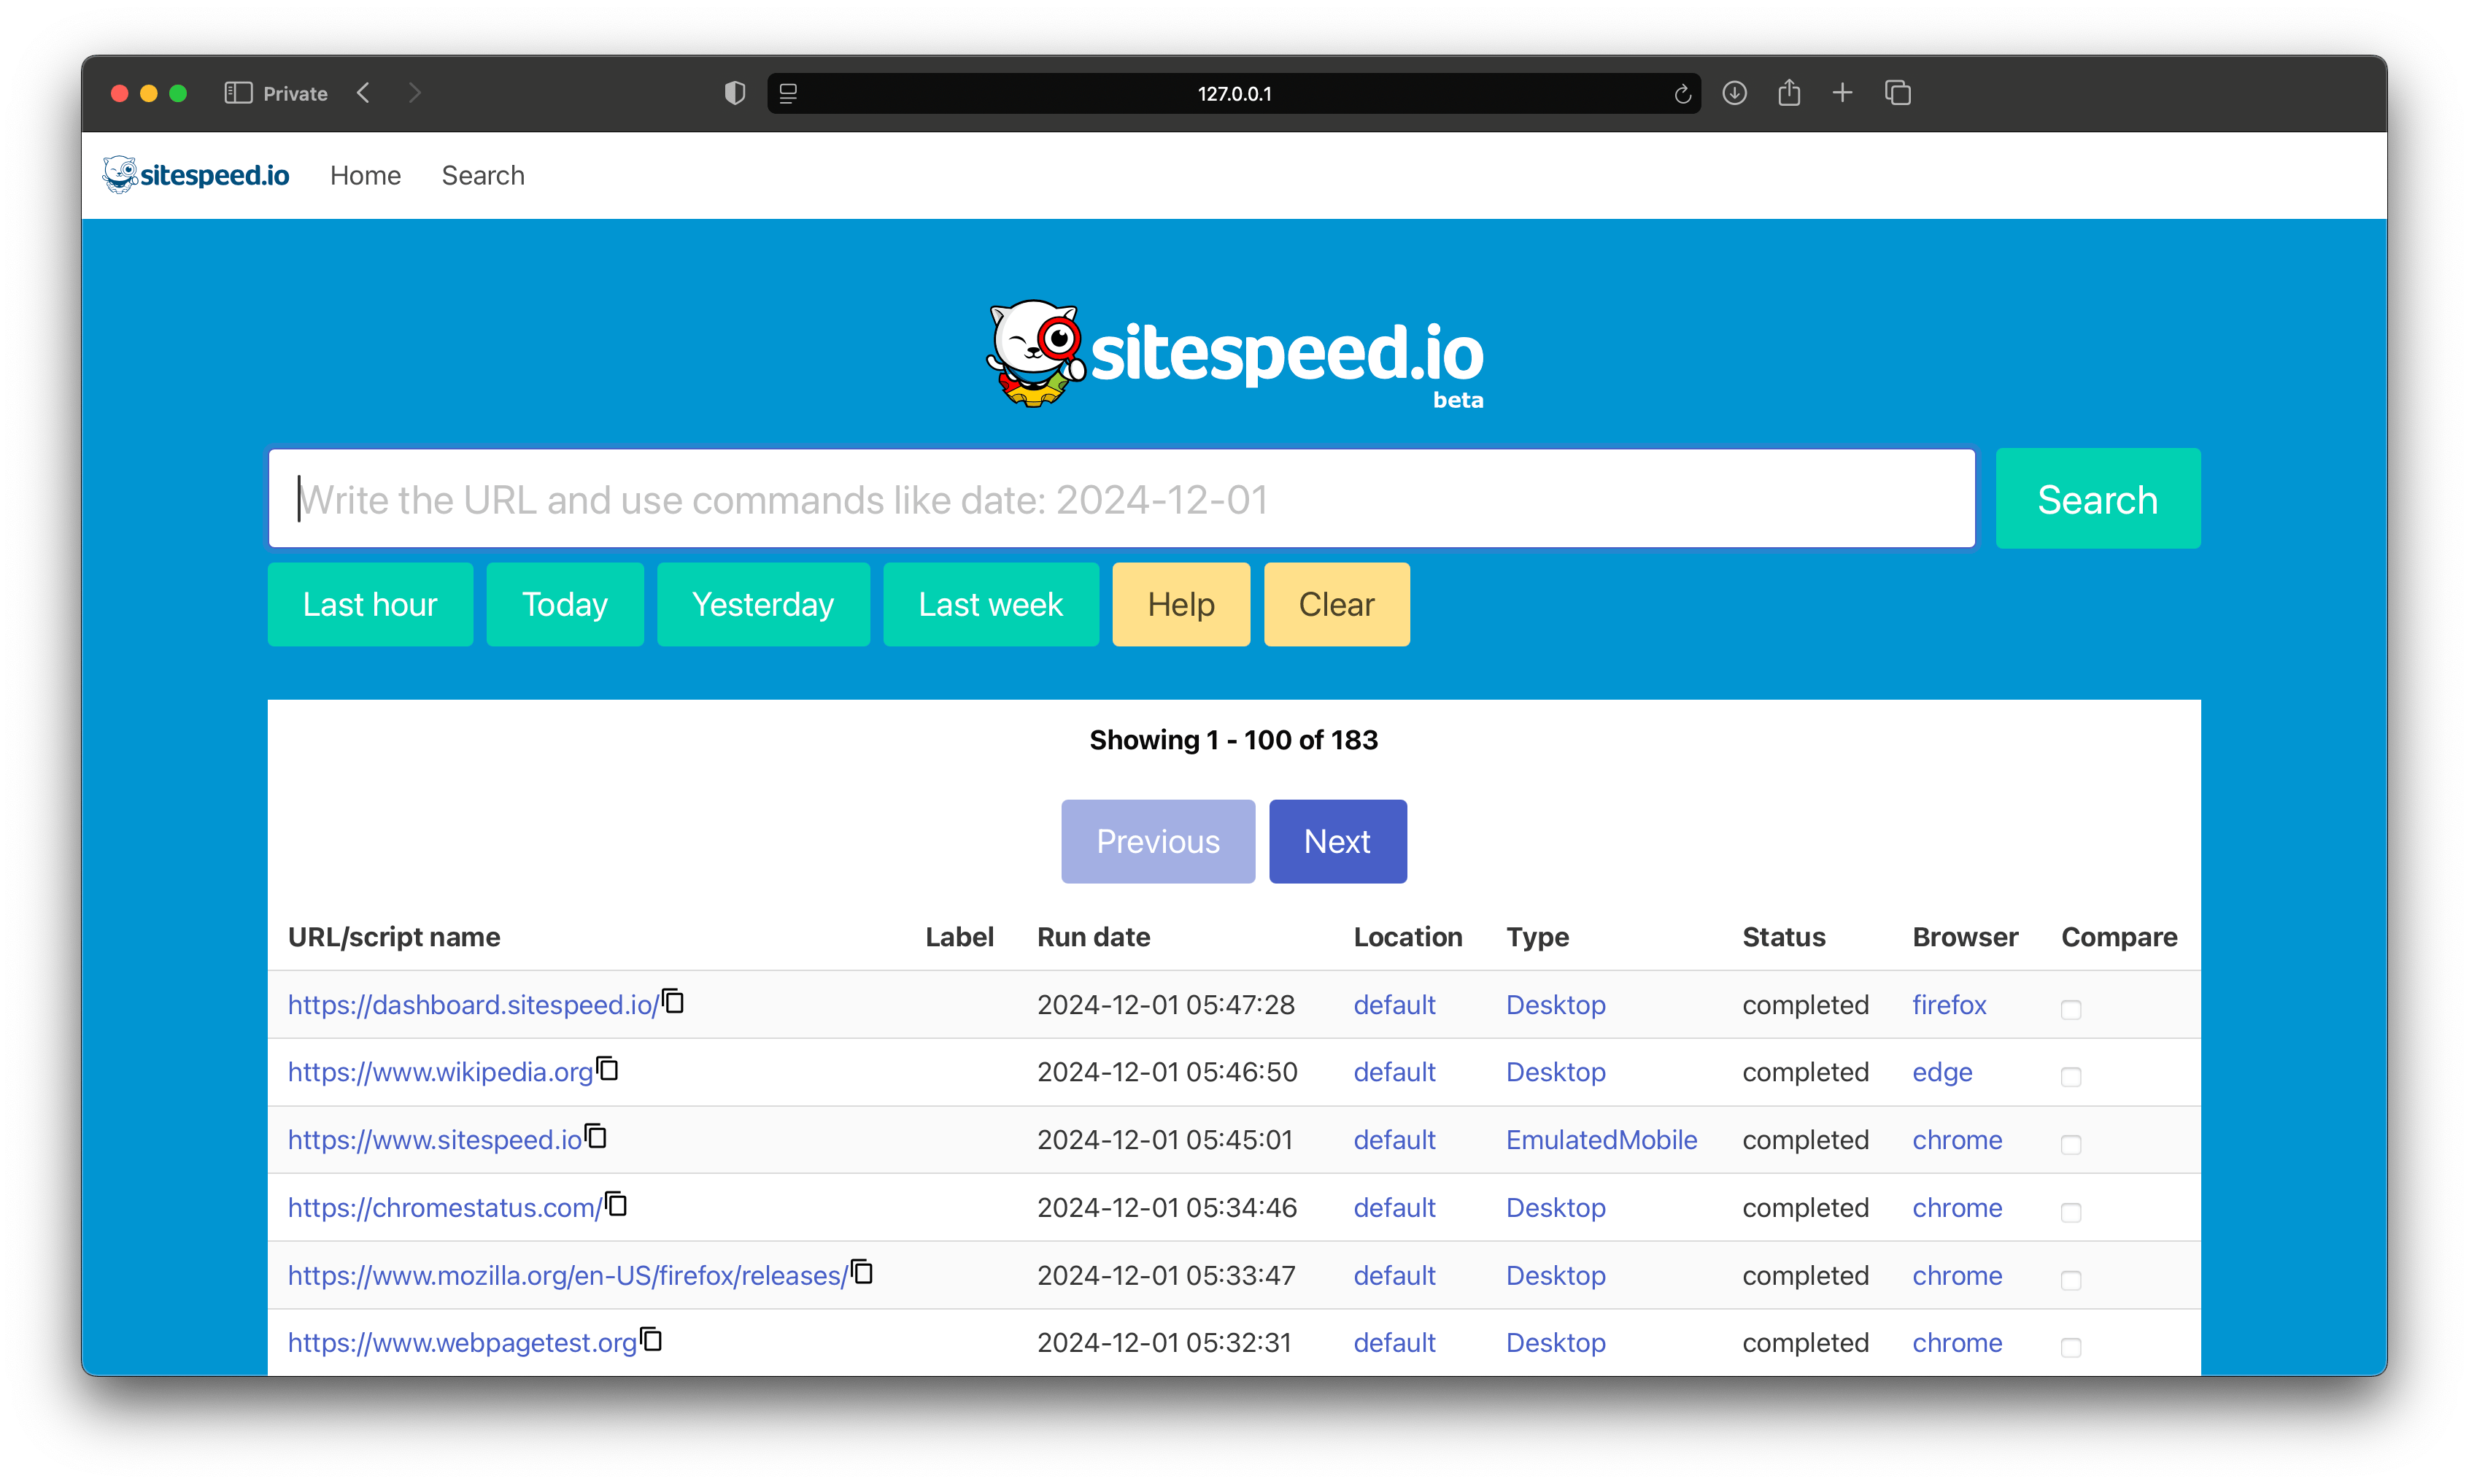 Private
127.0.0.1
sitespeed.io Home Search
sitespeed.io
beta
Write the URL and use commands like date: 2024-12-01
Search
Last hour Today Yesterday Last week Help Clear
Showing 1 - 100 of 183
Previous Next
URL/script name Label Run date Location Type Status Browser Compare
https://dashboard.sitespeed.io/ 2024-12-01 05:47:28 default Desktop completed firefox
https://www.wikipedia.org 2024-12-01 05:46:50 default Desktop completed edge
https://www.sitespeed.io 2024-12-01 05:45:01 default EmulatedMobile completed chrome
https://chromestatus.com/ 2024-12-01 05:34:46 default Desktop completed chrome
https://www.mozilla.org/en-US/firefox/releases/ 2024-12-01 05:33:47 default Desktop completed chrome
https://www.webpagetest.org 2024-12-01 05:32:31 default Desktop completed chrome